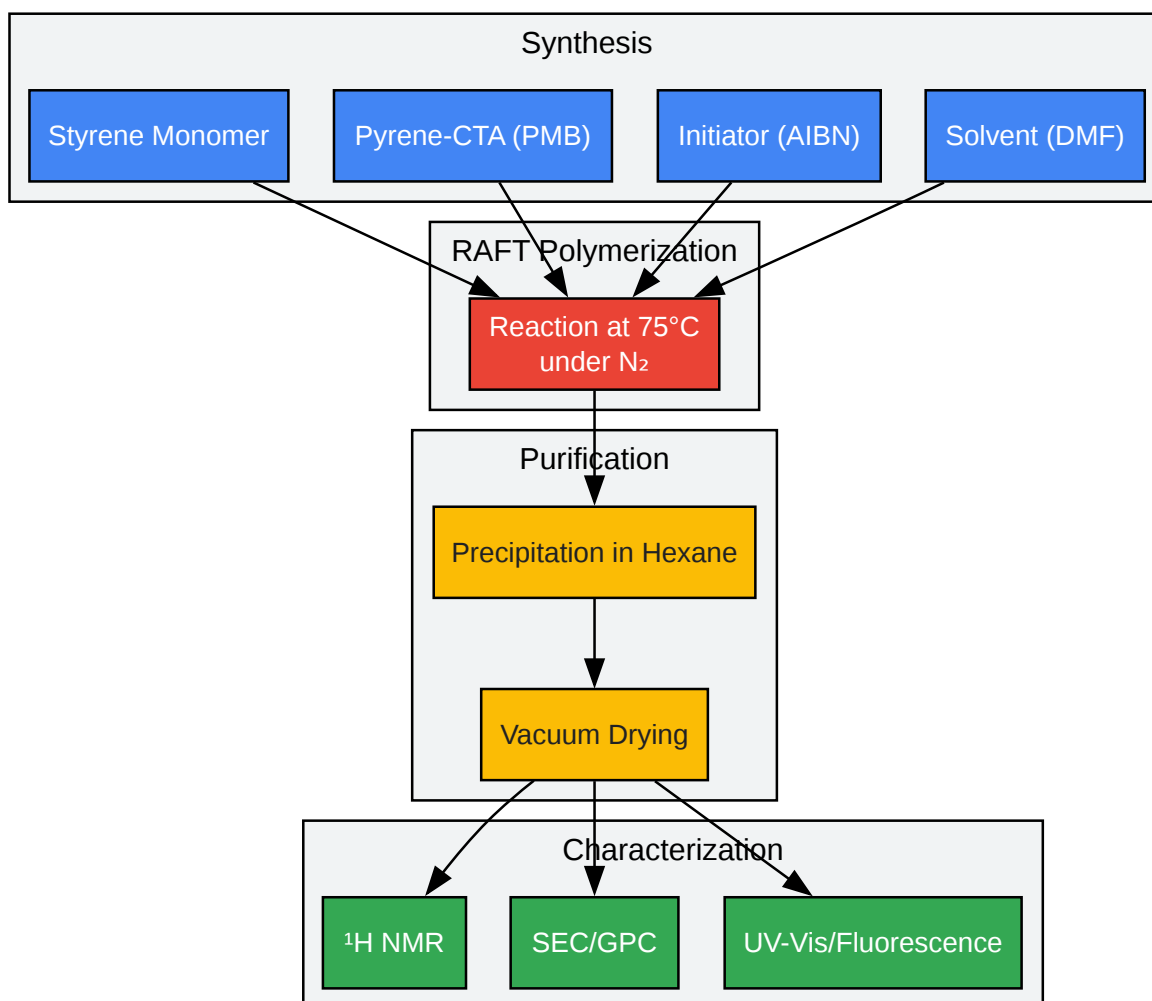 Synthesis
Styrene Monomer
Pyrene-CTA (PMB)
Initiator (AIBN)
Solvent (DMF)
RAFT Polymerization
Reaction at 75°C
under N₂
Purification
Precipitation in Hexane
Vacuum Drying
Characterization
¹H NMR
SEC/GPC
UV-Vis/Fluorescence